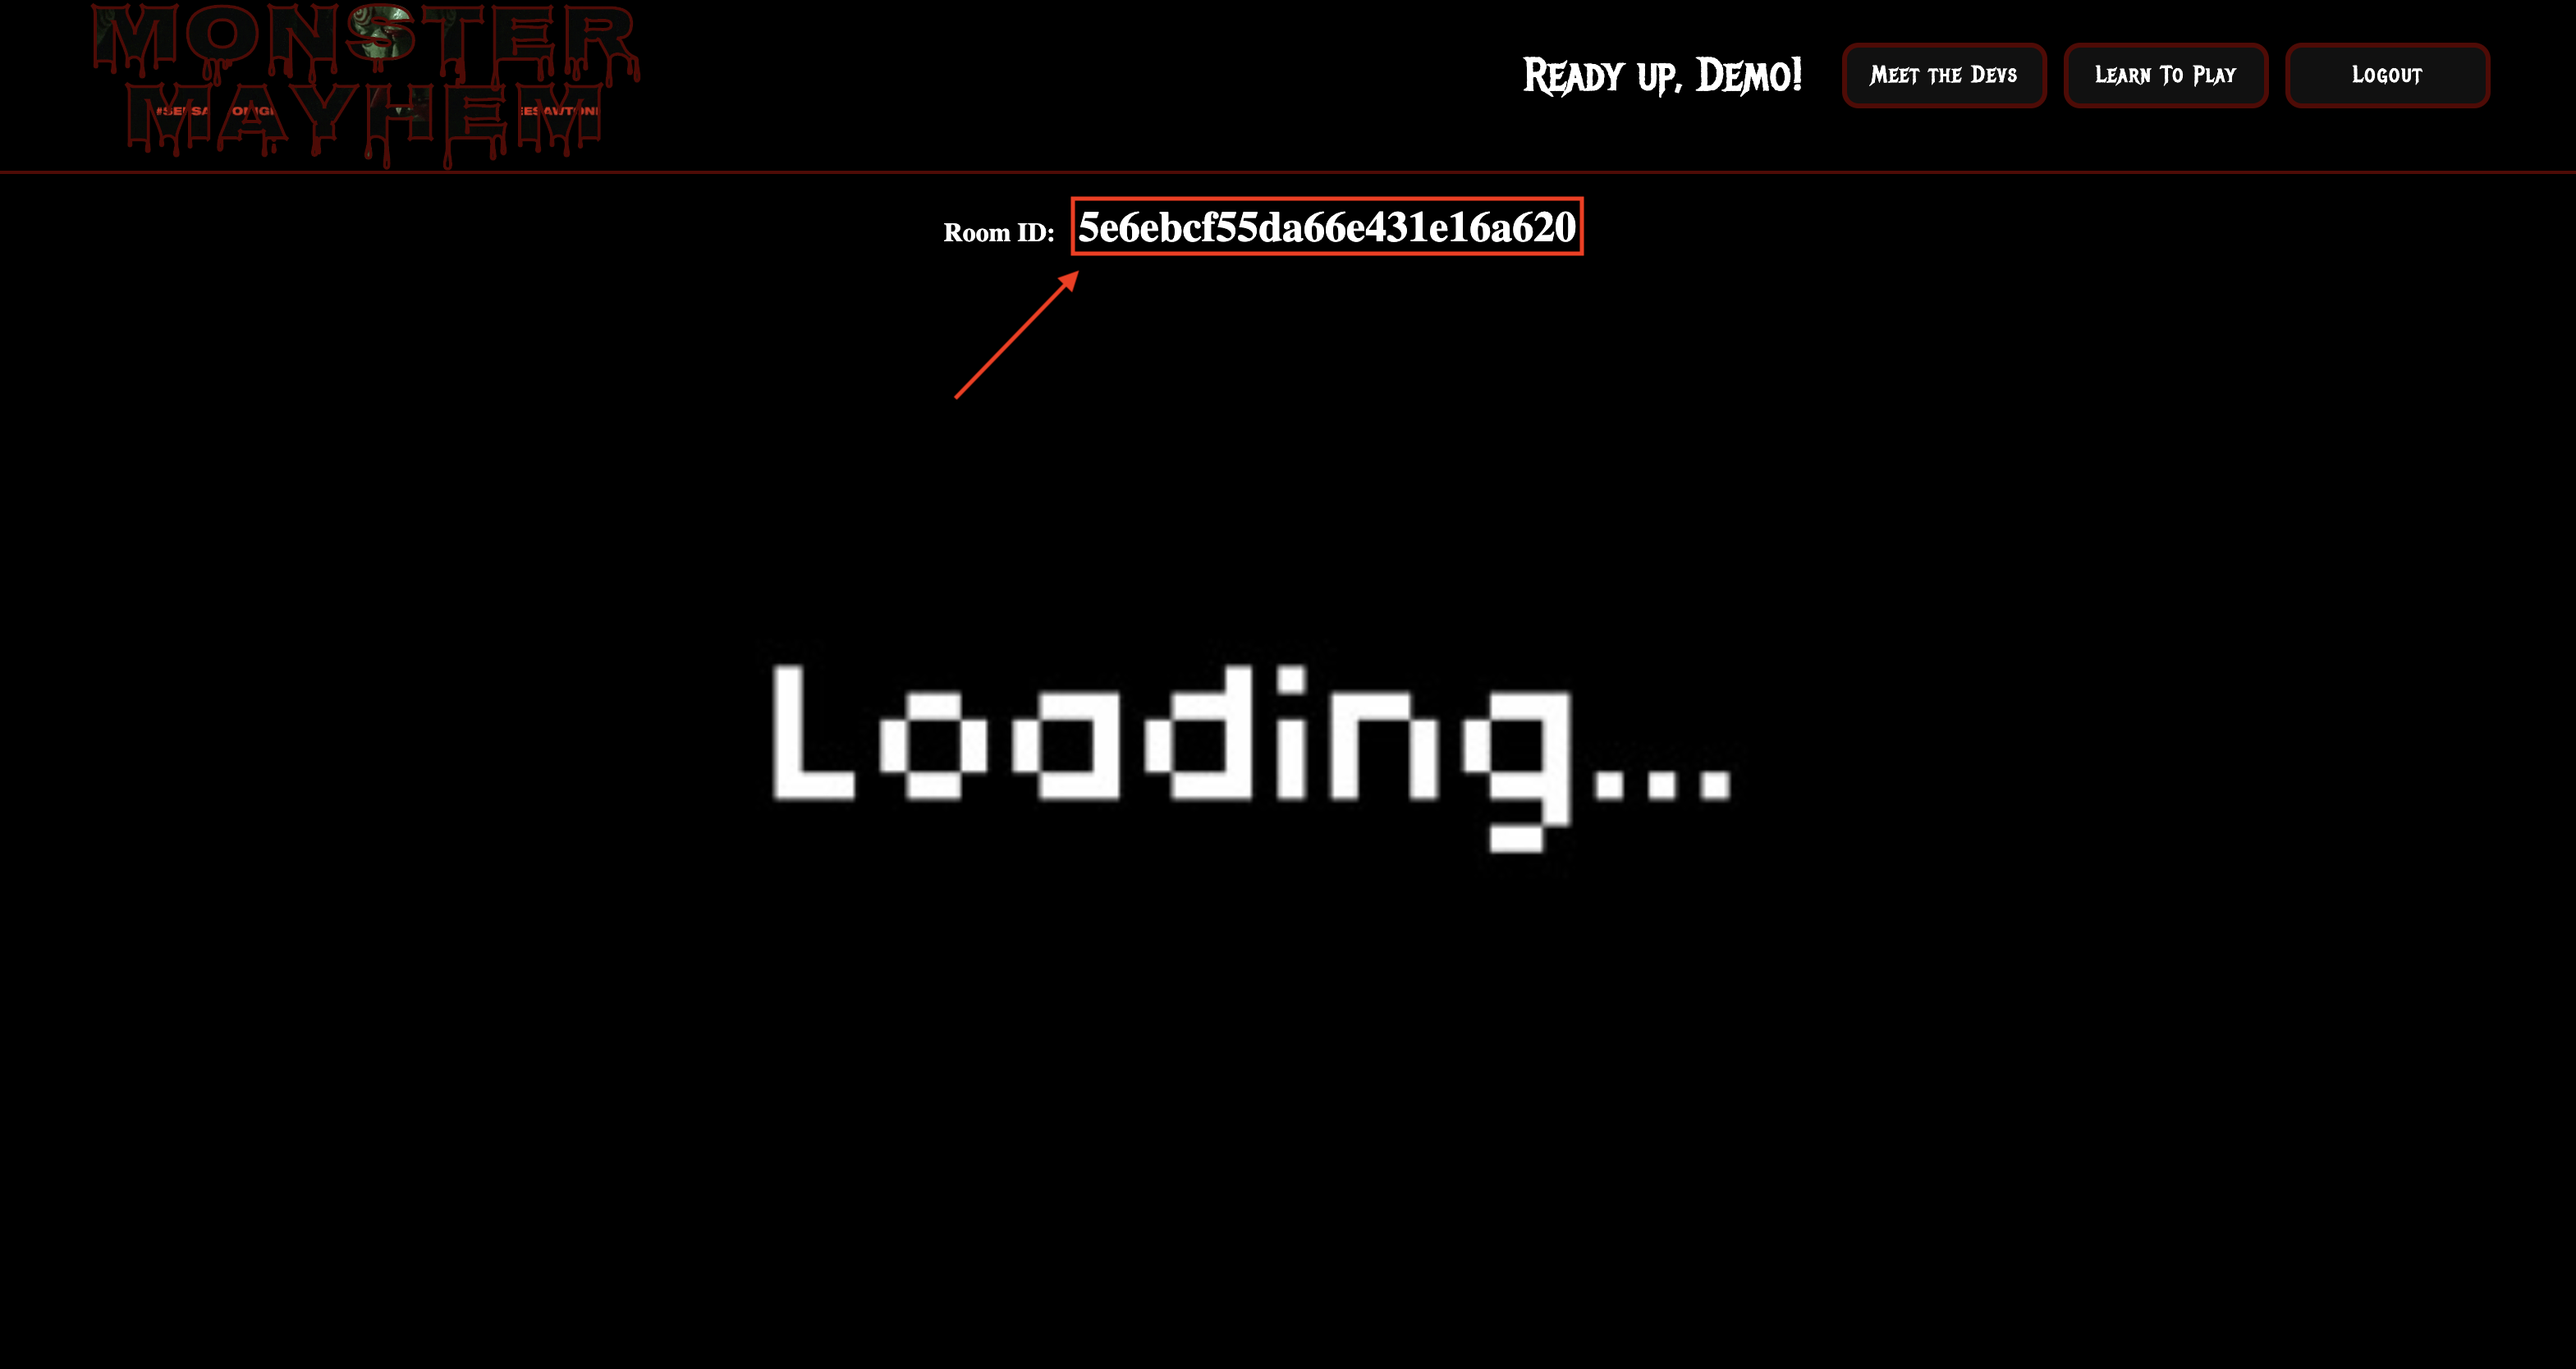 MONSTER
MAYHEM
Ready up, Demo!
Meet the Devs
Learn To Play
Logout
Room ID: 5e6ebcf55da66e431e16a620
Loading...